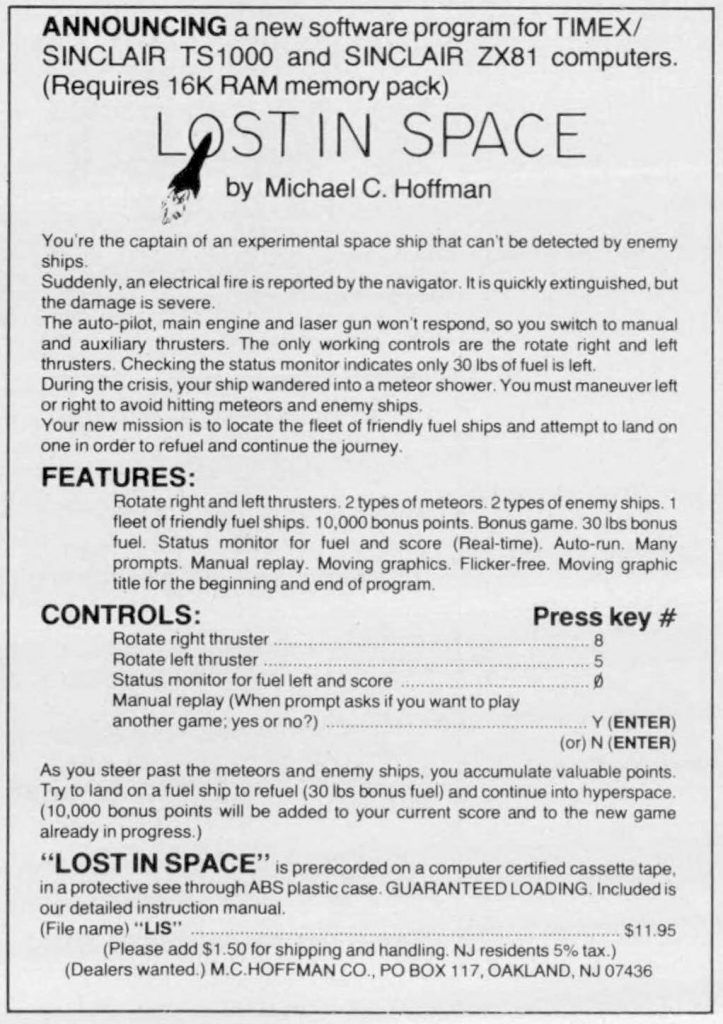 ANNOUNCING a new software program for TIMEX/
SINCLAIR TS1000 and SINCLAIR ZX81 computers.
(Requires 16K RAM memory pack)
LOST IN SPACE
by Michael C. Hoffman
You're the captain of an experimental space ship that can't be detected by enemy
ships.
Suddenly, an electrical fire is reported by the navigator. It is quickly extinguished, but
the damage is severe.
The auto-pilot, main engine and laser gun won't respond, so you switch to manual
and auxiliary thrusters. The only working controls are the rotate right and left
thrusters. Checking the status monitor indicates only 30 lbs of fuel is left.
During the crisis, your ship wandered into a meteor shower. You must maneuver left
or right to avoid hitting meteors and enemy ships.
Your new mission is to locate the fleet of friendly fuel ships and attempt to land on
one in order to refuel and continue the journey.
FEATURES:
Rotate right and left thrusters. 2 types of meteors. 2 types of enemy ships. 1
fleet of friendly fuel ships. 10,000 bonus points. Bonus game. 30 lbs bonus
fuel. Status monitor for fuel and score (Real-time). Auto-run. Many
prompts. Manual replay. Moving graphics. Flicker-free. Moving graphic
title for the beginning and end of program.
CONTROLS: Press key #
Rotate right thruster ........................................................ 8
Rotate left thruster .......................................................... 5
Status monitor for fuel left and score ................................. Ø
Manual replay (When prompt asks if you want to play
another game; yes or no?) .............................................. Y (ENTER)
(or) N (ENTER)
As you steer past the meteors and enemy ships, you accumulate valuable points.
Try to land on a fuel ship to refuel (30 lbs bonus fuel) and continue into hyperspace.
(10,000 bonus points will be added to your current score and to the new game
already in progress.)
"LOST IN SPACE" is prerecorded on a computer certified cassette tape,
in a protective see through ABS plastic case. GUARANTEED LOADING. Included is
our detailed instruction manual.
(File name) "LIS" .............................................................................. $11.95
(Please add $1.50 for shipping and handling. NJ residents 5% tax.)
(Dealers wanted.) M.C.HOFFMAN CO., PO BOX 117, OAKLAND, NJ 07436